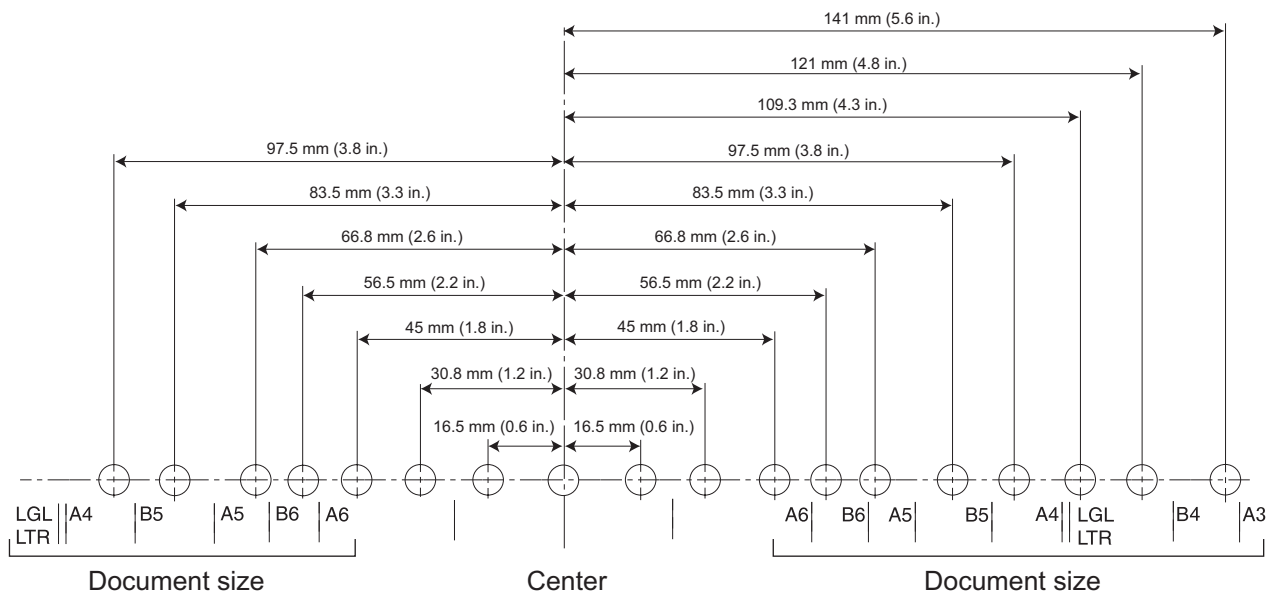 141 mm (5.6 in.)
121 mm (4.8 in.)
109.3 mm (4.3 in.)
97.5 mm (3.8 in.) 97.5 mm (3.8 in.)
83.5 mm (3.3 in.) 83.5 mm (3.3 in.)
66.8 mm (2.6 in.) 66.8 mm (2.6 in.)
56.5 mm (2.2 in.) 56.5 mm (2.2 in.)
45 mm (1.8 in.) 45 mm (1.8 in.)
30.8 mm (1.2 in.) 30.8 mm (1.2 in.)
16.5 mm (0.6 in.) 16.5 mm (0.6 in.)
LGL A4 B5 A5 B6 A6 A6 B6 A5 B5 A4 LGL B4 A3
LTR LTR
Document size Center Document size